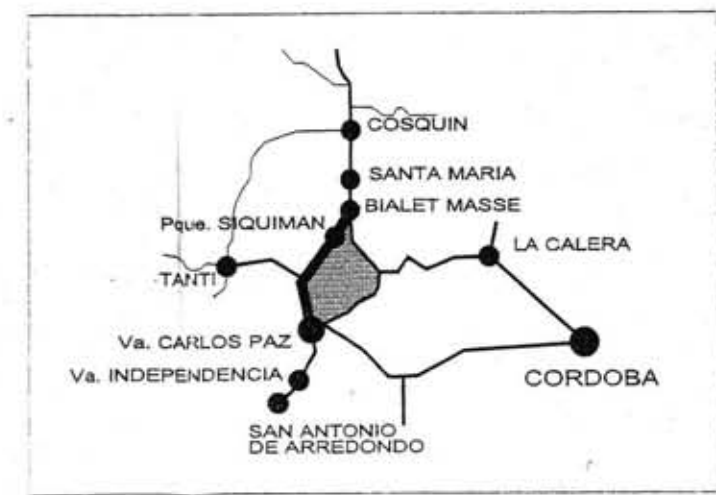 COSQUIN
SANTA MARIA
BIALET MASSE
Pque. SIQUIMAN
LA CALERA
TANTI
Va. CARLOS PAZ
Va. INDEPENDENCIA
CORDOBA
SAN ANTONIO
DE ARREDONDO